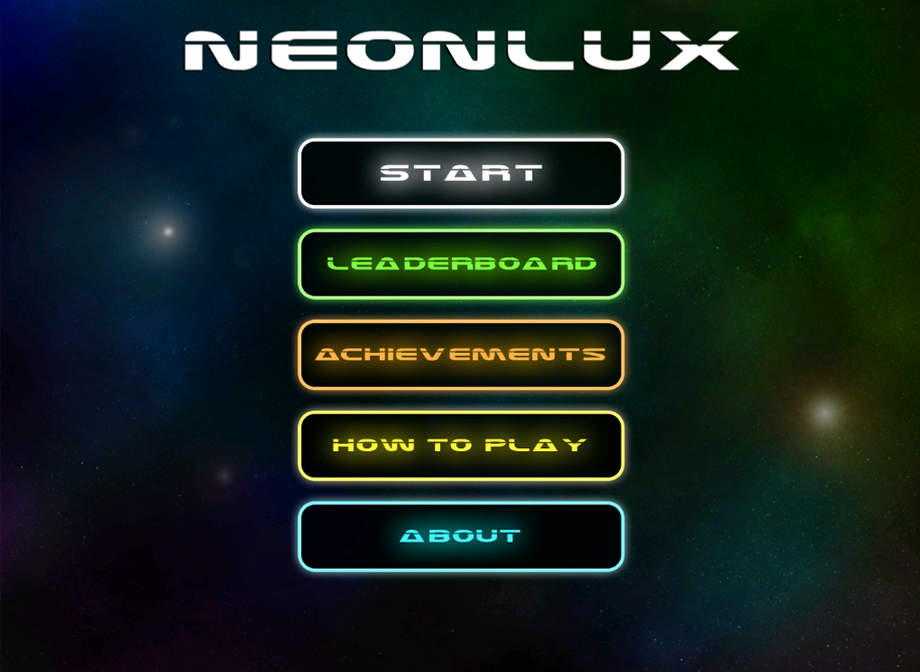 NEONLUX
START
LEADERBOARD
ACHIEVEMENTS
HOW TO PLAY
ABOUT